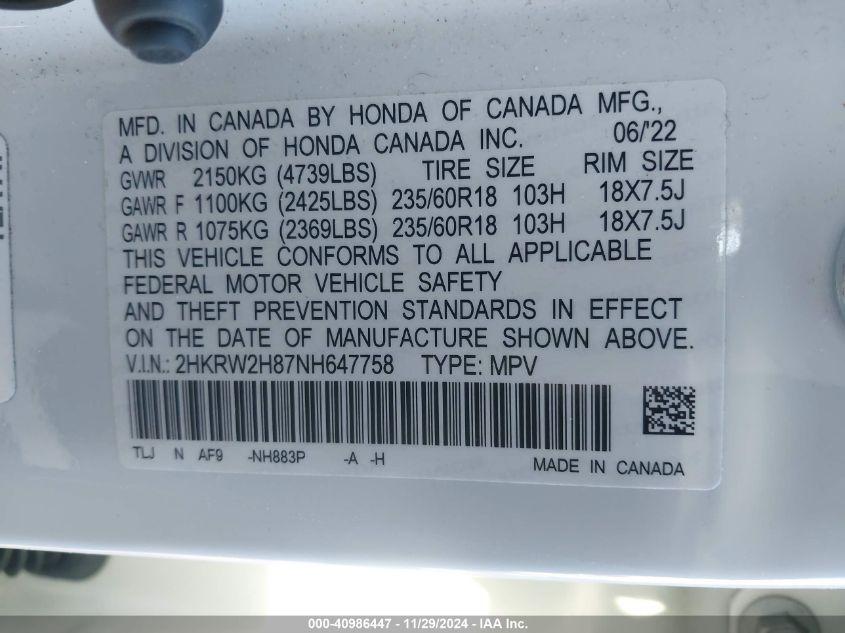 MFD. IN CANADA BY HONDA OF CANADA MFG.,
A DIVISION OF HONDA CANADA INC. 06/'22
GVWR 2150KG (4739LBS) TIRE SIZE RIM SIZE
GAWR F 1100KG (2425LBS) 235/60R18 103H 18X7.5J
GAWR R 1075KG (2369LBS) 235/60R18 103H 18X7.5J
THIS VEHICLE CONFORMS TO ALL APPLICABLE
FEDERAL MOTOR VEHICLE SAFETY
AND THEFT PREVENTION STANDARDS IN EFFECT
ON THE DATE OF MANUFACTURE SHOWN ABOVE.
V.I.N.: 2HKRW2H87NH647758 TYPE: MPV
TLJ N AF9 -NH883P -A -H
MADE IN CANADA
000-40986447 - 11/29/2024 - IAA Inc.